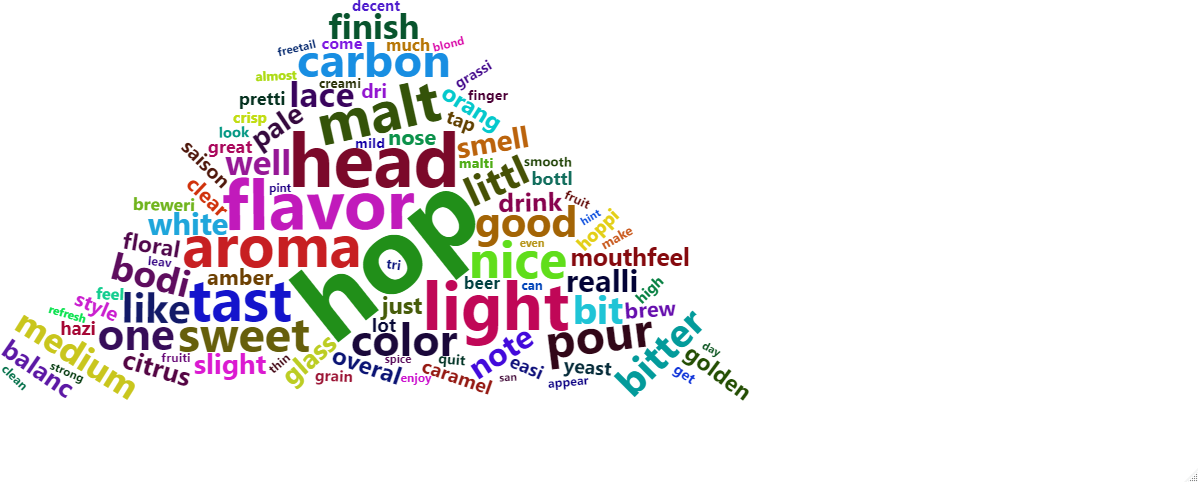 decent
finish
freetail
come
much
blond
carbon
almost
creami
grassi
pretti
lace
dri
malt
orang
finger
crisp
pale
tap
look
mild
nose
smell
great
saison
well
head
malti
smooth
littl
bottl
clear
pint
flavor
drink
fruit
breweri
white
good
hint
hoppi
make
even
floral
aroma
hop
nice
mouthfeel
leav
bodi
tri
amber
beer
can
realli
high
feel
style
like
tast
just
light
bit
brew
refresh
hazi
one
sweet
lot
color
pour
bitter
medium
balanc
strong
clean
citrus
fruiti
slight
thin
glass
grain
overal
spice
enjoy
quit
caramel
note
easi
san
appear
yeast
get
day
golden